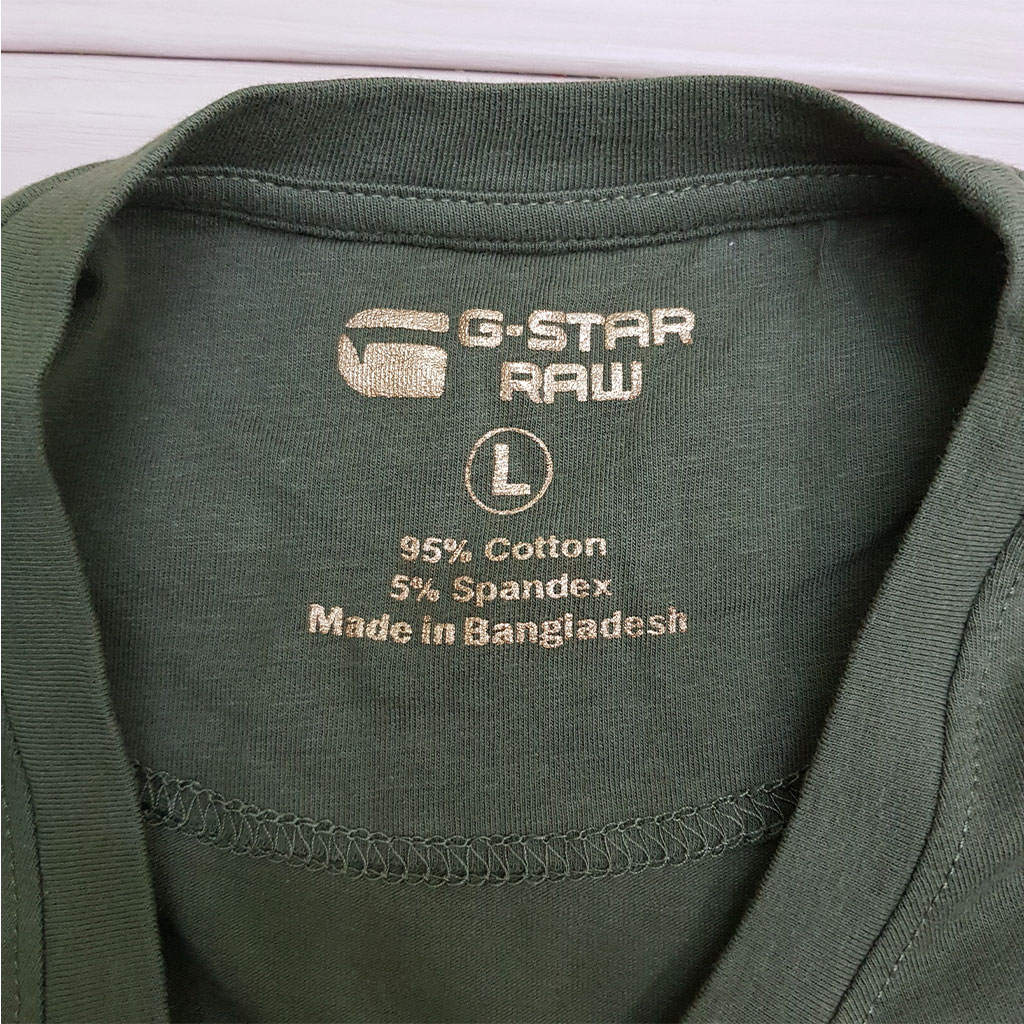 G-STAR
RAW
L
95% Cotton
5% Spandex
Made in Bangladesh